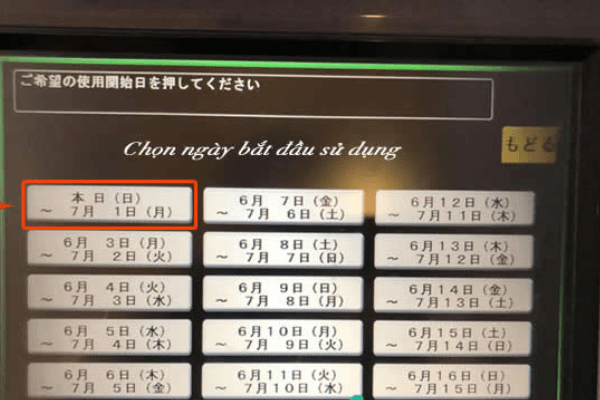 ご希望の使用開始日を押してください
Chọn ngày bắt đầu sử dụng
もどる
本日(日)
~ 7月 1日(月)
6月 3日(月)
~ 7月 2日(火)
6月 4日(火)
~ 7月 3日(水)
6月 5日(水)
~ 7月 4日(木)
6月 6日(木)
~ 7月 5日(金)
6月 7日(金)
~ 7月 6日(土)
6月 8日(土)
~ 7月 7日(日)
6月 9日(日)
~ 7月 8日(月)
6月10日(月)
~ 7月 9日(火)
6月11日(火)
~ 7月10日(水)
6月12日(水)
~ 7月11日(木)
6月13日(木)
~ 7月12日(金)
6月14日(金)
~ 7月13日(土)
6月15日(土)
~ 7月14日(日)
6月16日(日)
~ 7月15日(月)